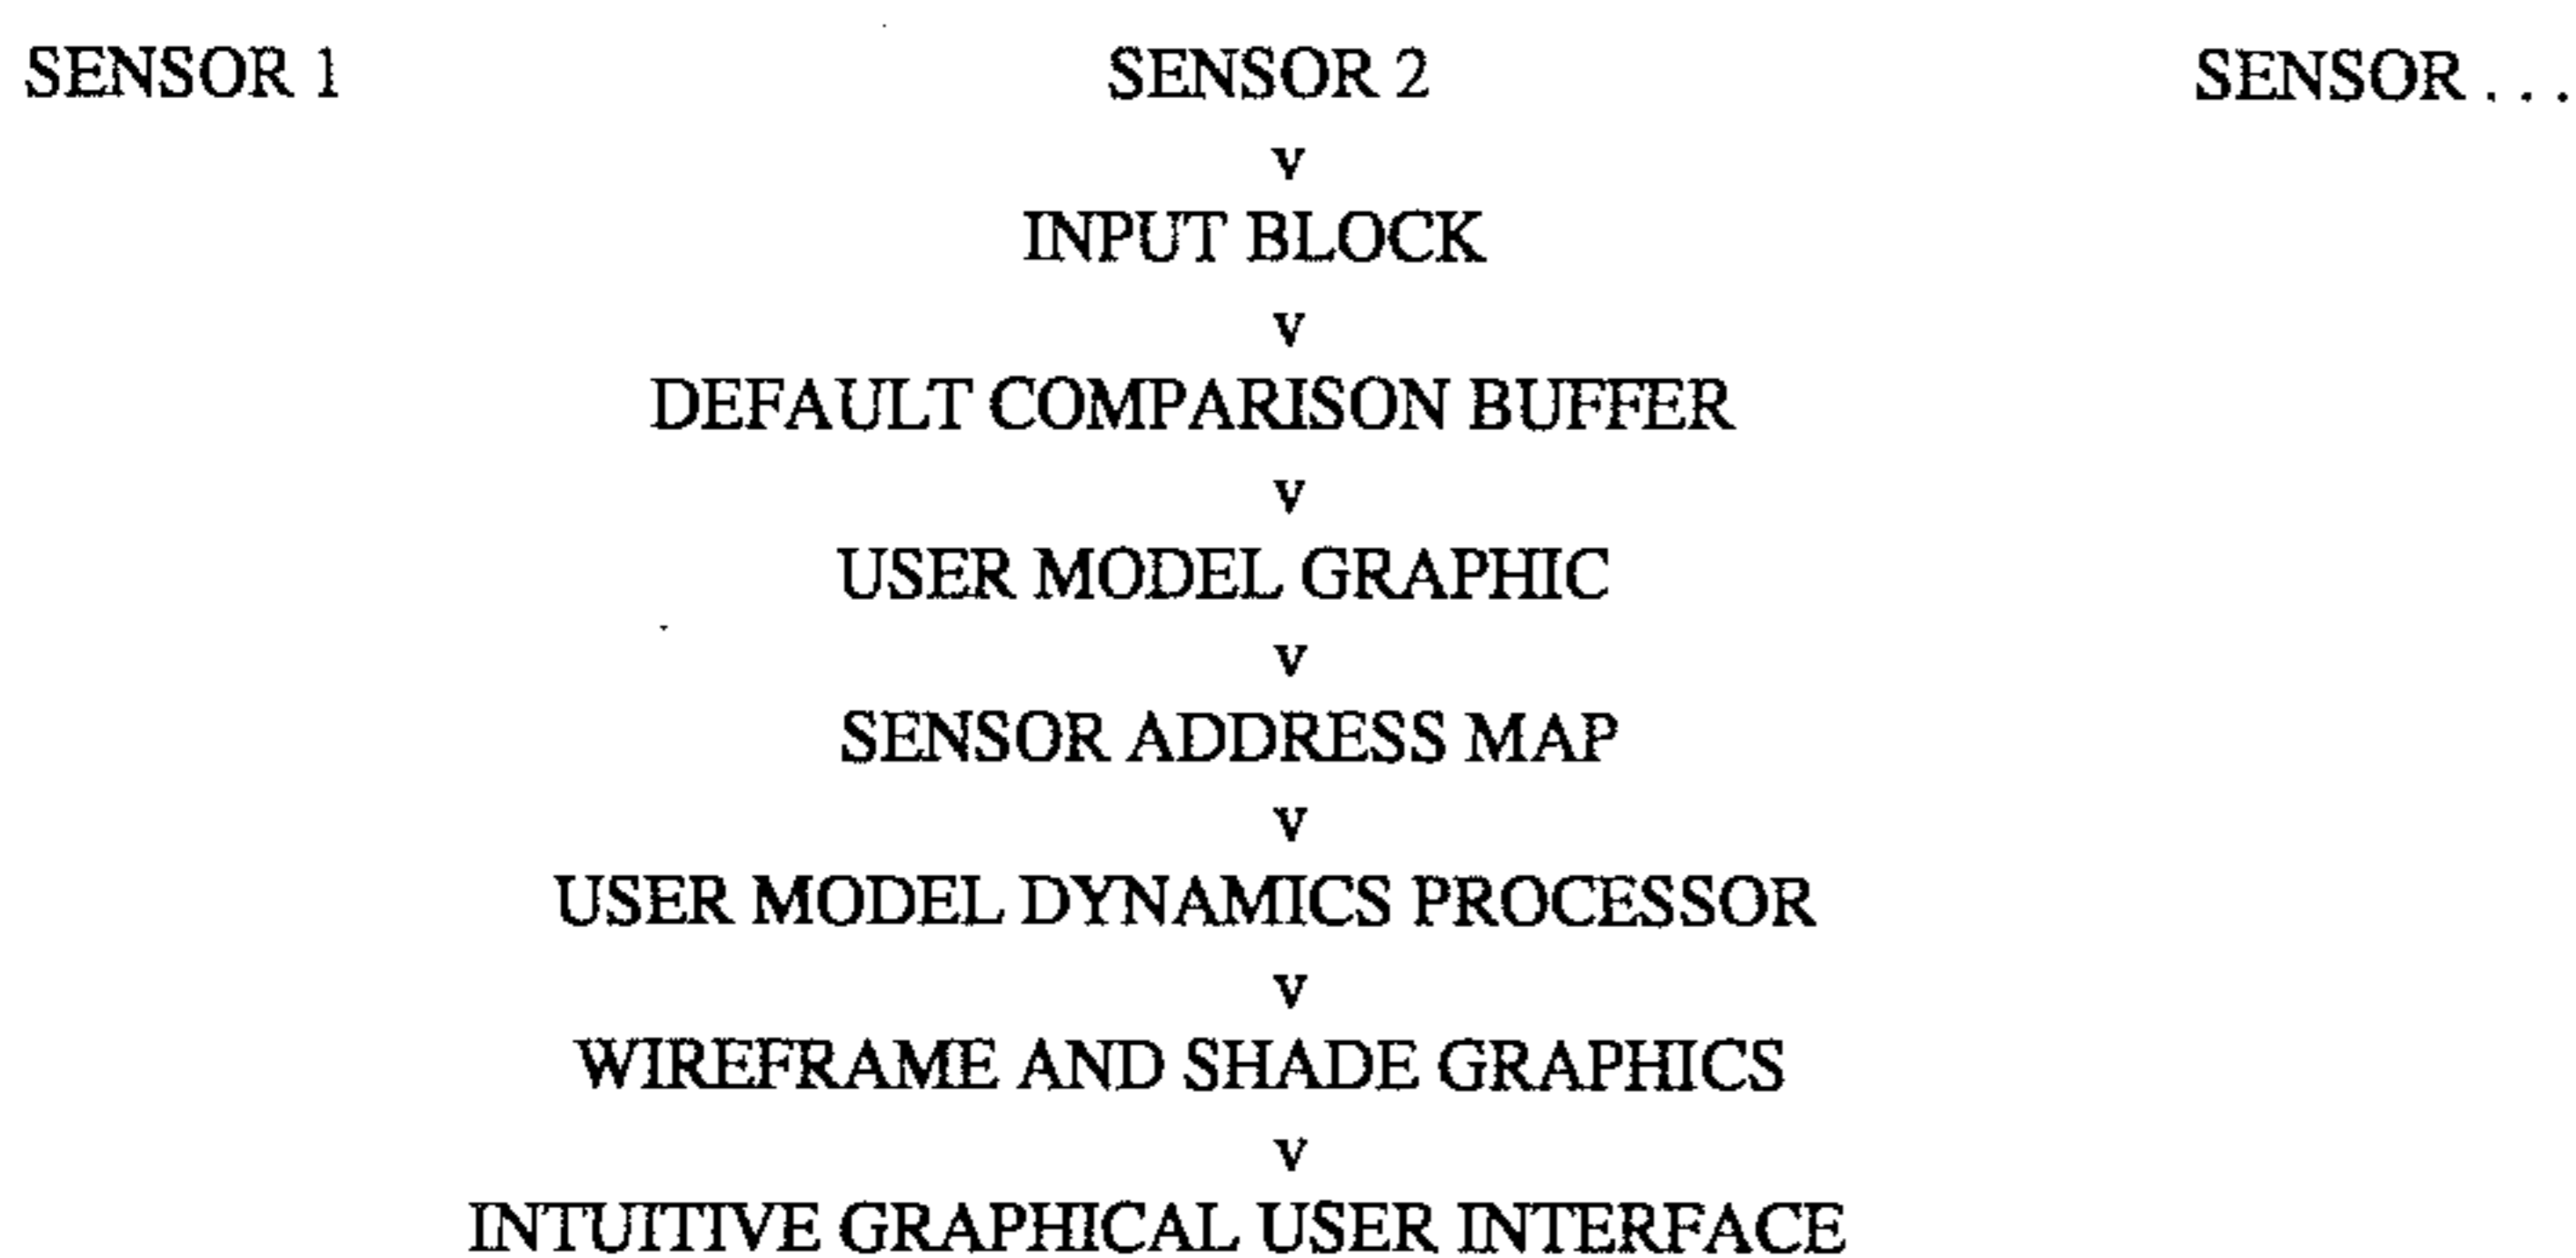 SENSOR 1 SENSOR 2 SENSOR . . .
v
INPUT BLOCK
v
DEFAULT COMPARISON BUFFER
v
USER MODEL GRAPHIC
v
SENSOR ADDRESS MAP
v
USER MODEL DYNAMICS PROCESSOR
v
WIREFRAME AND SHADE GRAPHICS
v
INTUITIVE GRAPHICAL USER INTERFACE